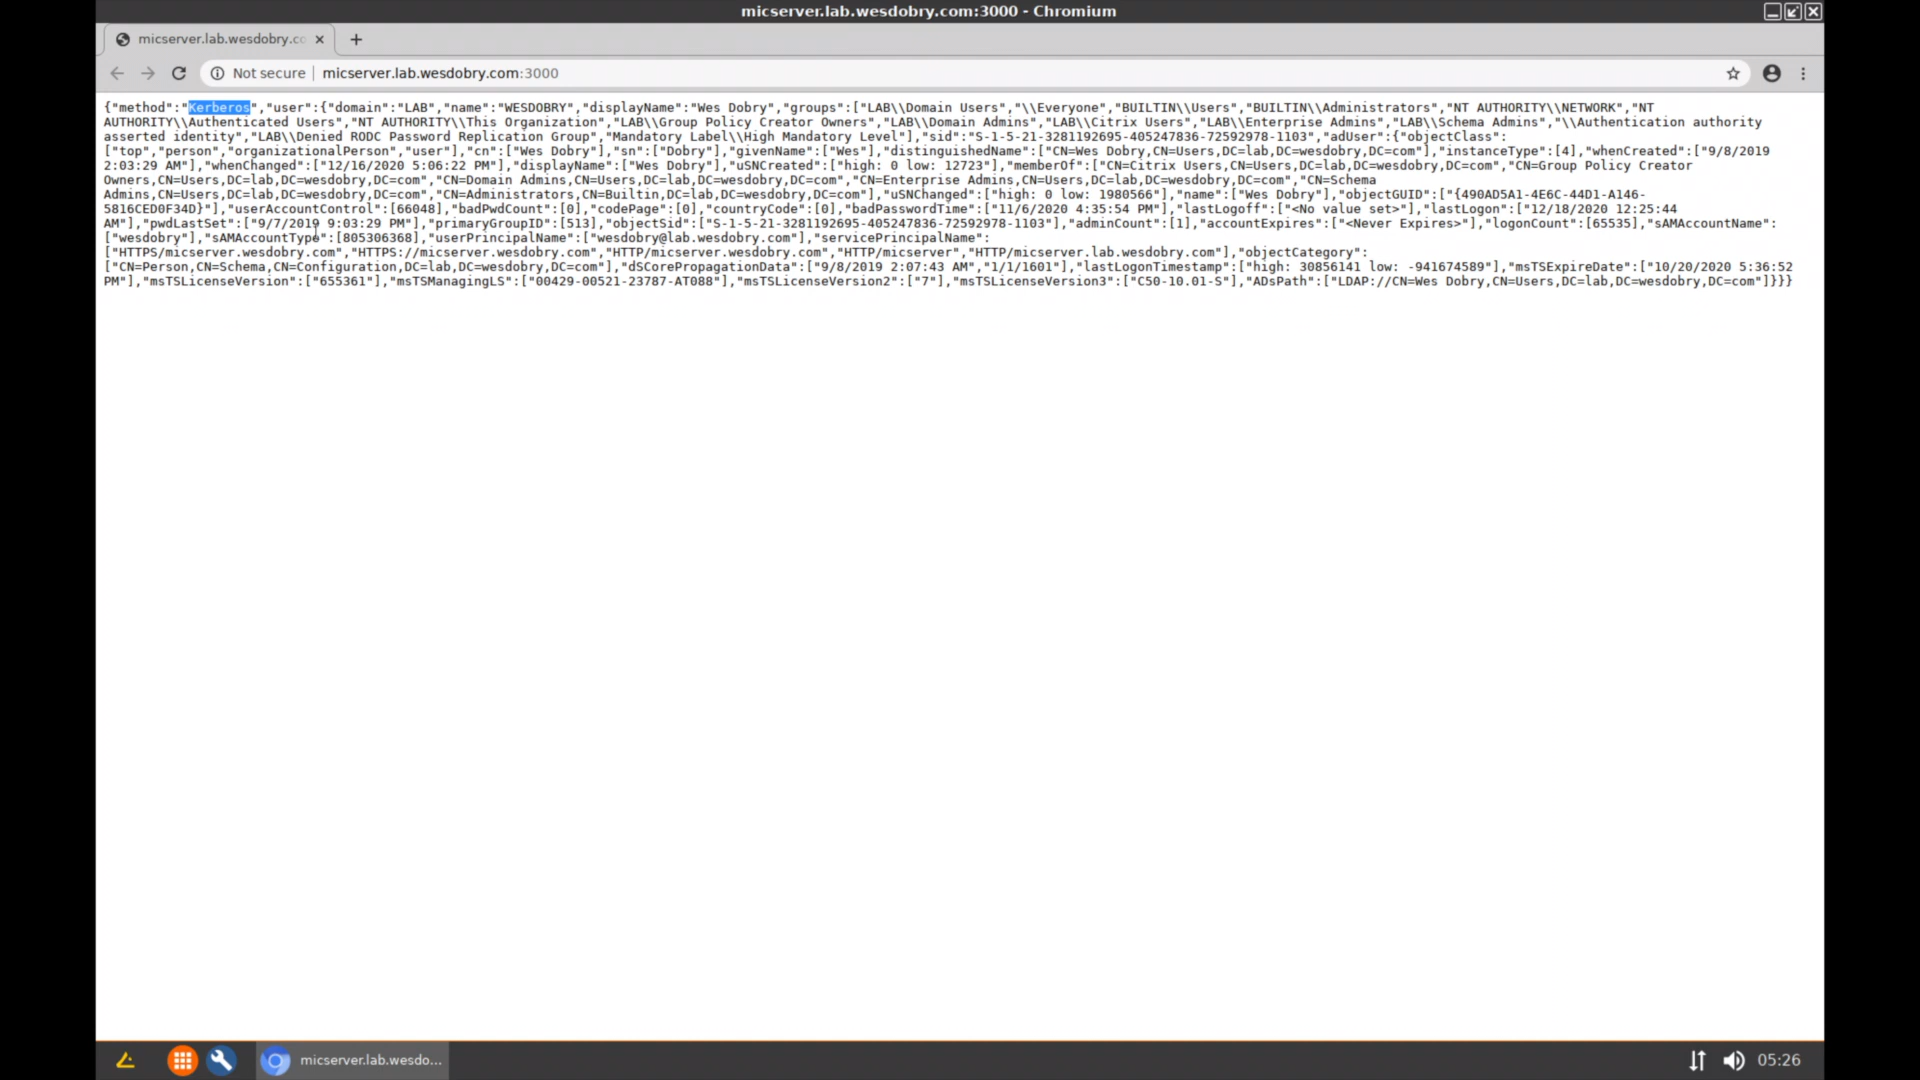 micserver.lab.wesdobry.com:3000 - Chromium
micserver.lab.wesdobry.co
Not secure | micserver.lab.wesdobry.com:3000
{"method":"Kerberos","user":{"domain":"LAB","name":"WESDOBRY","displayName":"Wes Dobry","groups":["LAB\\Domain Users","\\Everyone","BUILTIN\\Users","BUILTIN\\Administrators","NT AUTHORITY\\NETWORK","NT
AUTHORITY\\Authenticated Users","NT AUTHORITY\\This Organization","LAB\\Group Policy Creator Owners","LAB\\Domain Admins","LAB\\Citrix Users","LAB\\Enterprise Admins","LAB\\Schema Admins","\\Authentication authority
asserted identity","LAB\\Denied RODC Password Replication Group","Mandatory Label\\High Mandatory Level"],"sid":"S-1-5-21-3281192695-405247836-72592978-1103","adUser":{"objectClass":
["top","person","organizationalPerson","user"],"cn":["Wes Dobry"],"sn":["Dobry"],"givenName":["Wes"],"distinguishedName":["CN=Wes Dobry,CN=Users,DC=lab,DC=wesdobry,DC=com"],"instanceType":[4],"whenCreated":["9/8/2019
2:03:29 AM"],"whenChanged":["12/16/2020 5:06:22 PM"],"displayName":["Wes Dobry"],"uSNCreated":["high: 0 low: 12723"],"memberOf":["CN=Citrix Users,CN=Users,DC=lab,DC=wesdobry,DC=com","CN=Group Policy Creator
Owners,CN=Users,DC=lab,DC=wesdobry,DC=com","CN=Domain Admins,CN=Users,DC=lab,DC=wesdobry,DC=com","CN=Enterprise Admins,CN=Users,DC=lab,DC=wesdobry,DC=com","CN=Schema
Admins,CN=Users,DC=lab,DC=wesdobry,DC=com","CN=Administrators,CN=Builtin,DC=lab,DC=wesdobry,DC=com"],"uSNChanged":["high: 0 low: 1980566"],"name":["Wes Dobry"],"objectGUID":["{490AD5A1-4E6C-44D1-A146-
5816CED0F34D}"],"userAccountControl":[66048],"badPwdCount":[0],"codePage":[0],"countryCode":[0],"badPasswordTime":["11/6/2020 4:35:54 PM"],"lastLogoff":["<No value set>"],"lastLogon":["12/18/2020 12:25:44
AM"],"pwdLastSet":["9/7/2019 9:03:29 PM"],"primaryGroupID":[513],"objectSid":["S-1-5-21-3281192695-405247836-72592978-1103"],"adminCount":[1],"accountExpires":["<Never Expires>"],"logonCount":[65535],"sAMAccountName":
["wesdobry"],"sAMAccountType":[805306368],"userPrincipalName":["wesdobry@lab.wesdobry.com"],"servicePrincipalName":
["HTTPS/micserver.wesdobry.com","HTTPS://micserver.wesdobry.com","HTTP/micserver.wesdobry.com","HTTP/micserver","HTTP/micserver.lab.wesdobry.com"],"objectCategory":
["CN=Person,CN=Schema,CN=Configuration,DC=lab,DC=wesdobry,DC=com"],"dSCorePropagationData":["9/8/2019 2:07:43 AM","1/1/1601"],"lastLogonTimestamp":["high: 30856141 low: -941674589"],"msTSExpireDate":["10/20/2020 5:36:52
PM"],"msTSLicenseVersion":["655361"],"msTSManagingLS":["00429-00521-23787-AT088"],"msTSLicenseVersion2":["7"],"msTSLicenseVersion3":["C50-10.01-S"],"ADsPath":["LDAP://CN=Wes Dobry,CN=Users,DC=lab,DC=wesdobry,DC=com"]}}}
micserver.lab.wesdo...
05:26